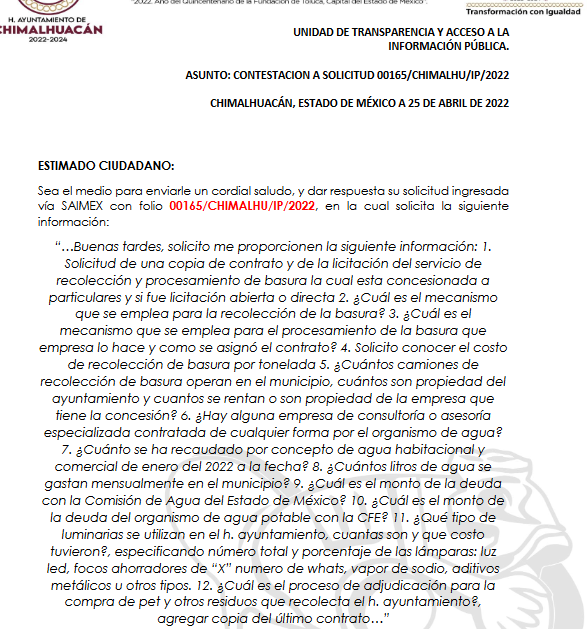 "2022. Año del Quincentenario de la Fundación de Toluca, Capital del Estado de México".
H. AYUNTAMIENTO DE
CHIMALHUACÁN
2022-2024
Transformación con Igualdad
UNIDAD DE TRANSPARENCIA Y ACCESO A LA
INFORMACIÓN PÚBLICA.
ASUNTO: CONTESTACION A SOLICITUD 00165/CHIMALHU/IP/2022
CHIMALHUACÁN, ESTADO DE MÉXICO A 25 DE ABRIL DE 2022
ESTIMADO CIUDADANO:
Sea el medio para enviarle un cordial saludo, y dar respuesta su solicitud ingresada
vía SAIMEX con folio 00165/CHIMALHU/IP/2022, en la cual solicita la siguiente
información:
"…Buenas tardes, solicito me proporcionen la siguiente información: 1.
Solicitud de una copia de contrato y de la licitación del servicio de
recolección y procesamiento de basura la cual esta concesionada a
particulares y si fue licitación abierta o directa 2. ¿Cuál es el mecanismo
que se emplea para la recolección de la basura? 3. ¿Cuál es el
mecanismo que se emplea para el procesamiento de la basura que
empresa lo hace y como se asignó el contrato? 4. Solicito conocer el costo
de recolección de basura por tonelada 5. ¿Cuántos camiones de
recolección de basura operan en el municipio, cuántos son propiedad del
ayuntamiento y cuantos se rentan o son propiedad de la empresa que
tiene la concesión? 6. ¿Hay alguna empresa de consultoría o asesoría
especializada contratada de cualquier forma por el organismo de agua?
7. ¿Cuánto se ha recaudado por concepto de agua habitacional y
comercial de enero del 2022 a la fecha? 8. ¿Cuántos litros de agua se
gastan mensualmente en el municipio? 9. ¿Cuál es el monto de la deuda
con la Comisión de Agua del Estado de México? 10. ¿Cuál es el monto de
la deuda del organismo de agua potable con la CFE? 11. ¿Qué tipo de
luminarias se utilizan en el h. ayuntamiento, cuantas son y que costo
tuvieron?, especificando número total y porcentaje de las lámparas: luz
led, focos ahorradores de "X" numero de whats, vapor de sodio, aditivos
metálicos u otros tipos. 12. ¿Cuál es el proceso de adjudicación para la
compra de pet y otros residuos que recolecta el h. ayuntamiento?,
agregar copia del último contrato…"